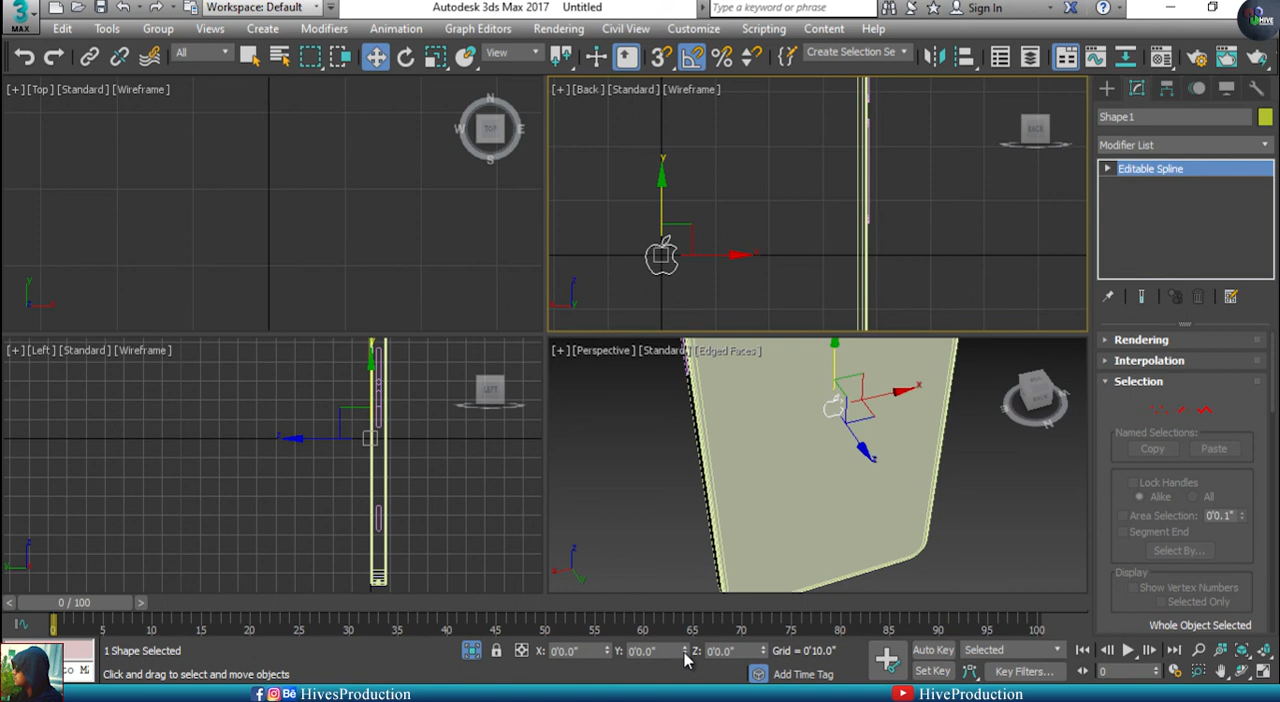 3 MAX Workspace: Default Autodesk 3ds Max 2017 Untitled Type a keyword or phrase Sign In HIVE
Edit Tools Group Views Create Modifiers Animation Graph Editors Rendering Civil View Customize Scripting Content Help
All View Create Selection Se
[+] [Top] [Standard] [Wireframe]
N W E S TOP
[+] [Back] [Standard] [Wireframe]
BACK
Shape1
Modifier List
Editable Spline
[+] [Left] [Standard] [Wireframe]
LEFT
[+] [Perspective] [Standard] [Edged Faces]
Rendering
Interpolation
Selection
Named Selections:
Copy Paste
Lock Handles
Alike All
Area Selection: 0'0.1"
Segment End
Select By...
Display
Show Vertex Numbers
Selected Only
Whole Object Selected
< 0 / 100 >
0 5 10 15 20 25 30 35 40 45 50 55 60 65 70 75 80 85 90 95 100
1 Shape Selected X: 0'0.0" Y: 0'0.0" Z: 0'0.0" Grid = 0'10.0" Auto Key Selected
Click and drag to select and move objects Add Time Tag Set Key Key Filters... 0
HivesProduction HiveProduction